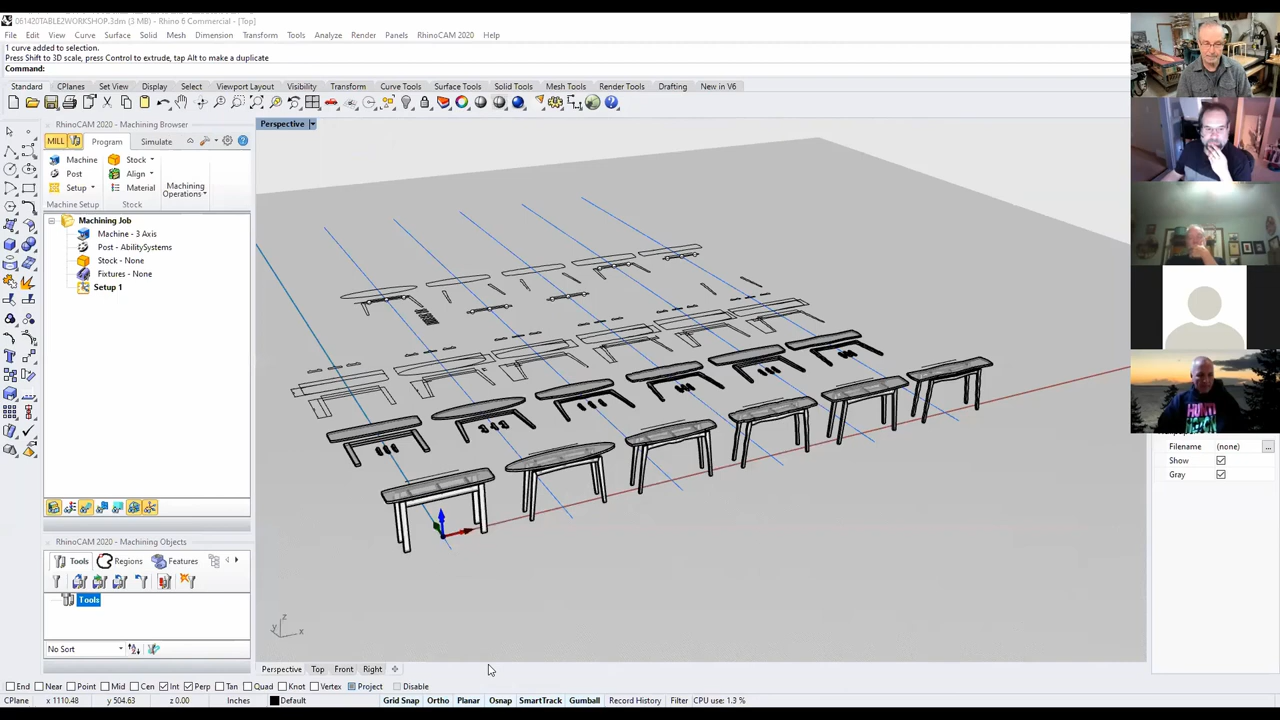 061420TABLE2WORKSHOP.3dm (3 MB) - Rhino 6 Commercial - [Top]
File Edit View Curve Surface Solid Mesh Dimension Transform Tools Analyze Render Panels RhinoCAM 2020 Help
1 curve added to selection.
Press Shift to 3D scale, press Control to extrude, tap Alt to make a duplicate
Command:
Standard CPlanes Set View Display Select Viewport Layout Visibility Transform Curve Tools Surface Tools Solid Tools Mesh Tools Render Tools Drafting New in V6
RhinoCAM 2020 - Machining Browser
Perspective
MILL Program Simulate
Machine Stock
Post Align
Setup Material
Machining Operations
Machine Setup Stock
Machining Job
Machine - 3 Axis
Post - AbilitySystems
Stock - None
Fixtures - None
Setup 1
RhinoCAM 2020 - Machining Objects
Tools Regions Features
Tools
No Sort
z
y x
Filename (none) ...
Show
Gray
Perspective Top Front Right
End Near Point Mid Cen Int Perp Tan Quad Knot Vertex Project Disable
CPlane x 1110.48 y 504.63 z 0.00 Inches Default Grid Snap Ortho Planar Osnap SmartTrack Gumball Record History Filter CPU use: 1.3 %